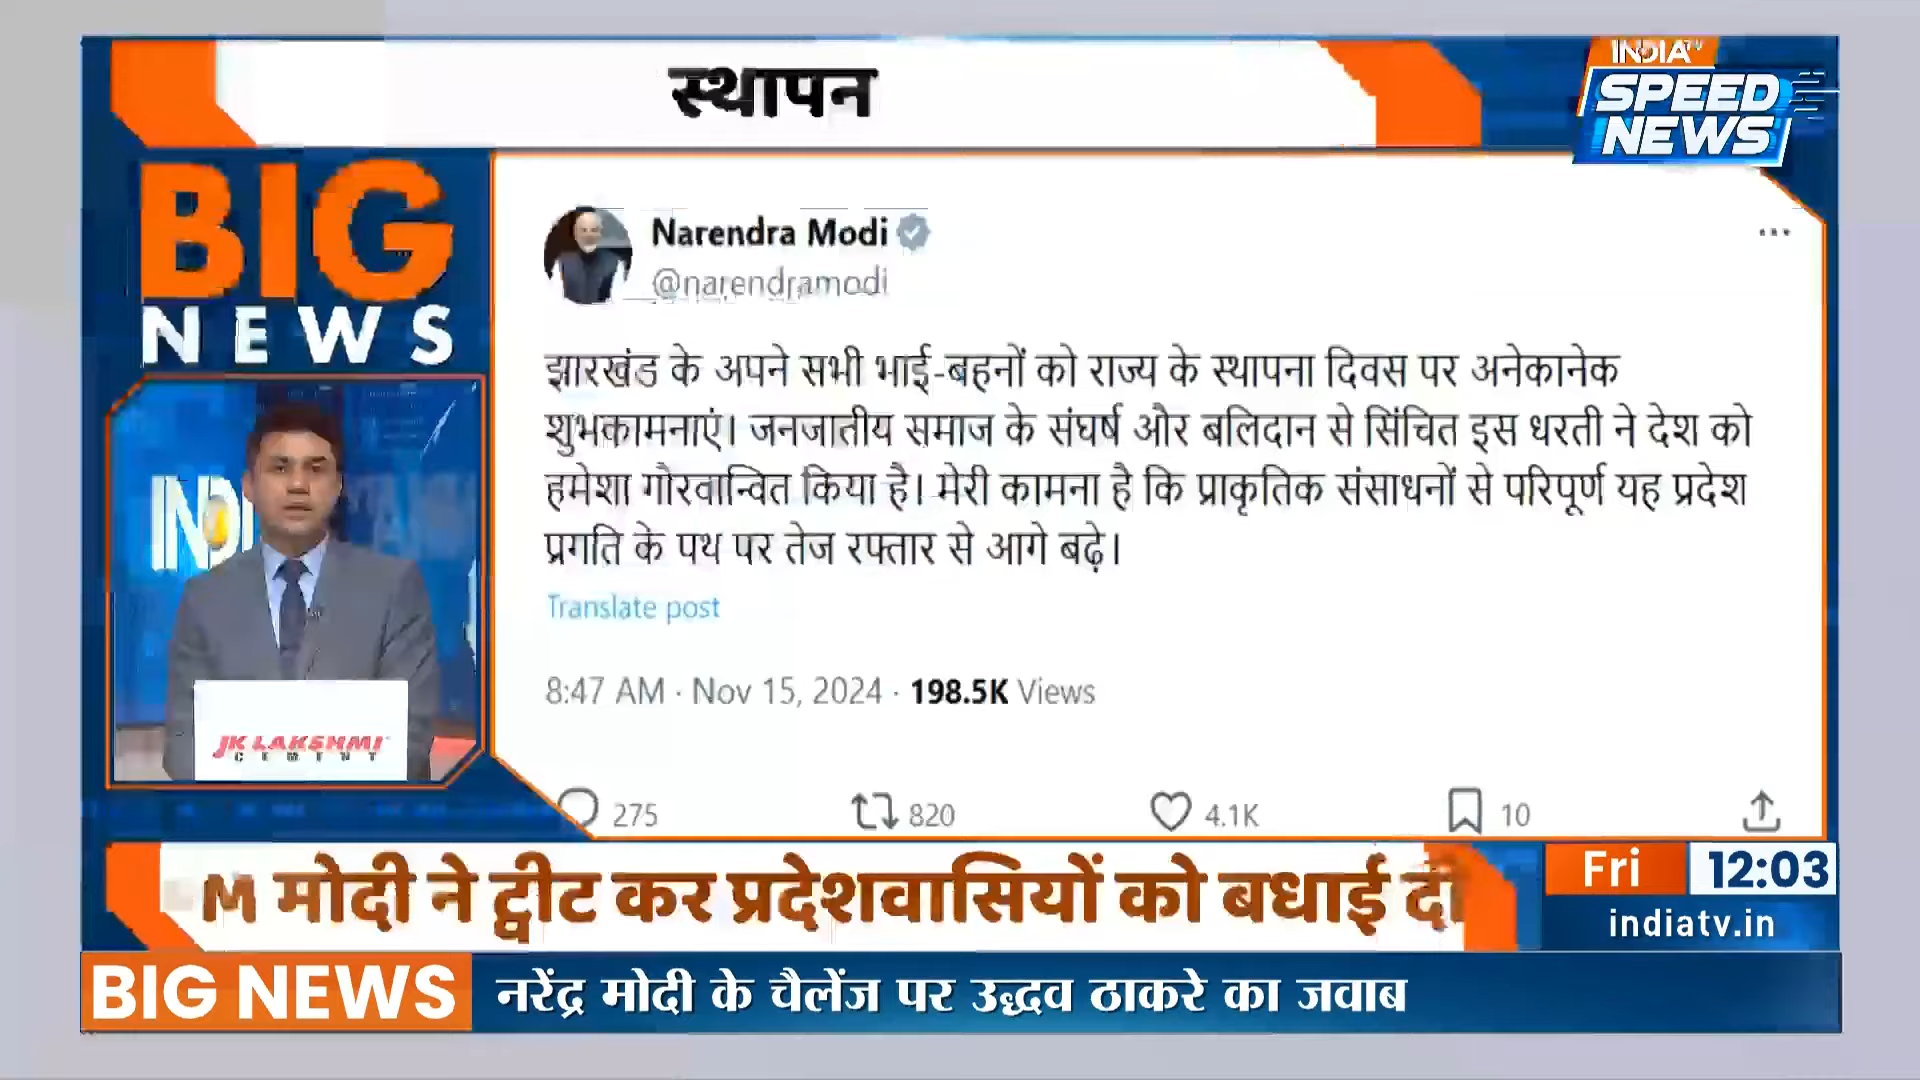 स्थापन
INDIA TV
SPEED
NEWS
BIG
NEWS
Narendra Modi
@narendramodi
झारखंड के अपने सभी भाई-बहनों को राज्य के स्थापना दिवस पर अनेकानेक
शुभकामनाएं। जनजातीय समाज के संघर्ष और बलिदान से सिंचित इस धरती ने देश को
हमेशा गौरवान्वित किया है। मेरी कामना है कि प्राकृतिक संसाधनों से परिपूर्ण यह प्रदेश
प्रगति के पथ पर तेज रफ्तार से आगे बढ़े।
Translate post
8:47 AM · Nov 15, 2024 · 198.5K Views
275 820 4.1K 10
JK LAKSHMI
CEMENT
M मोदी ने ट्वीट कर प्रदेशवासियों को बधाई दी
Fri 12:03
indiatv.in
BIG NEWS नरेंद्र मोदी के चैलेंज पर उद्धव ठाकरे का जवाब